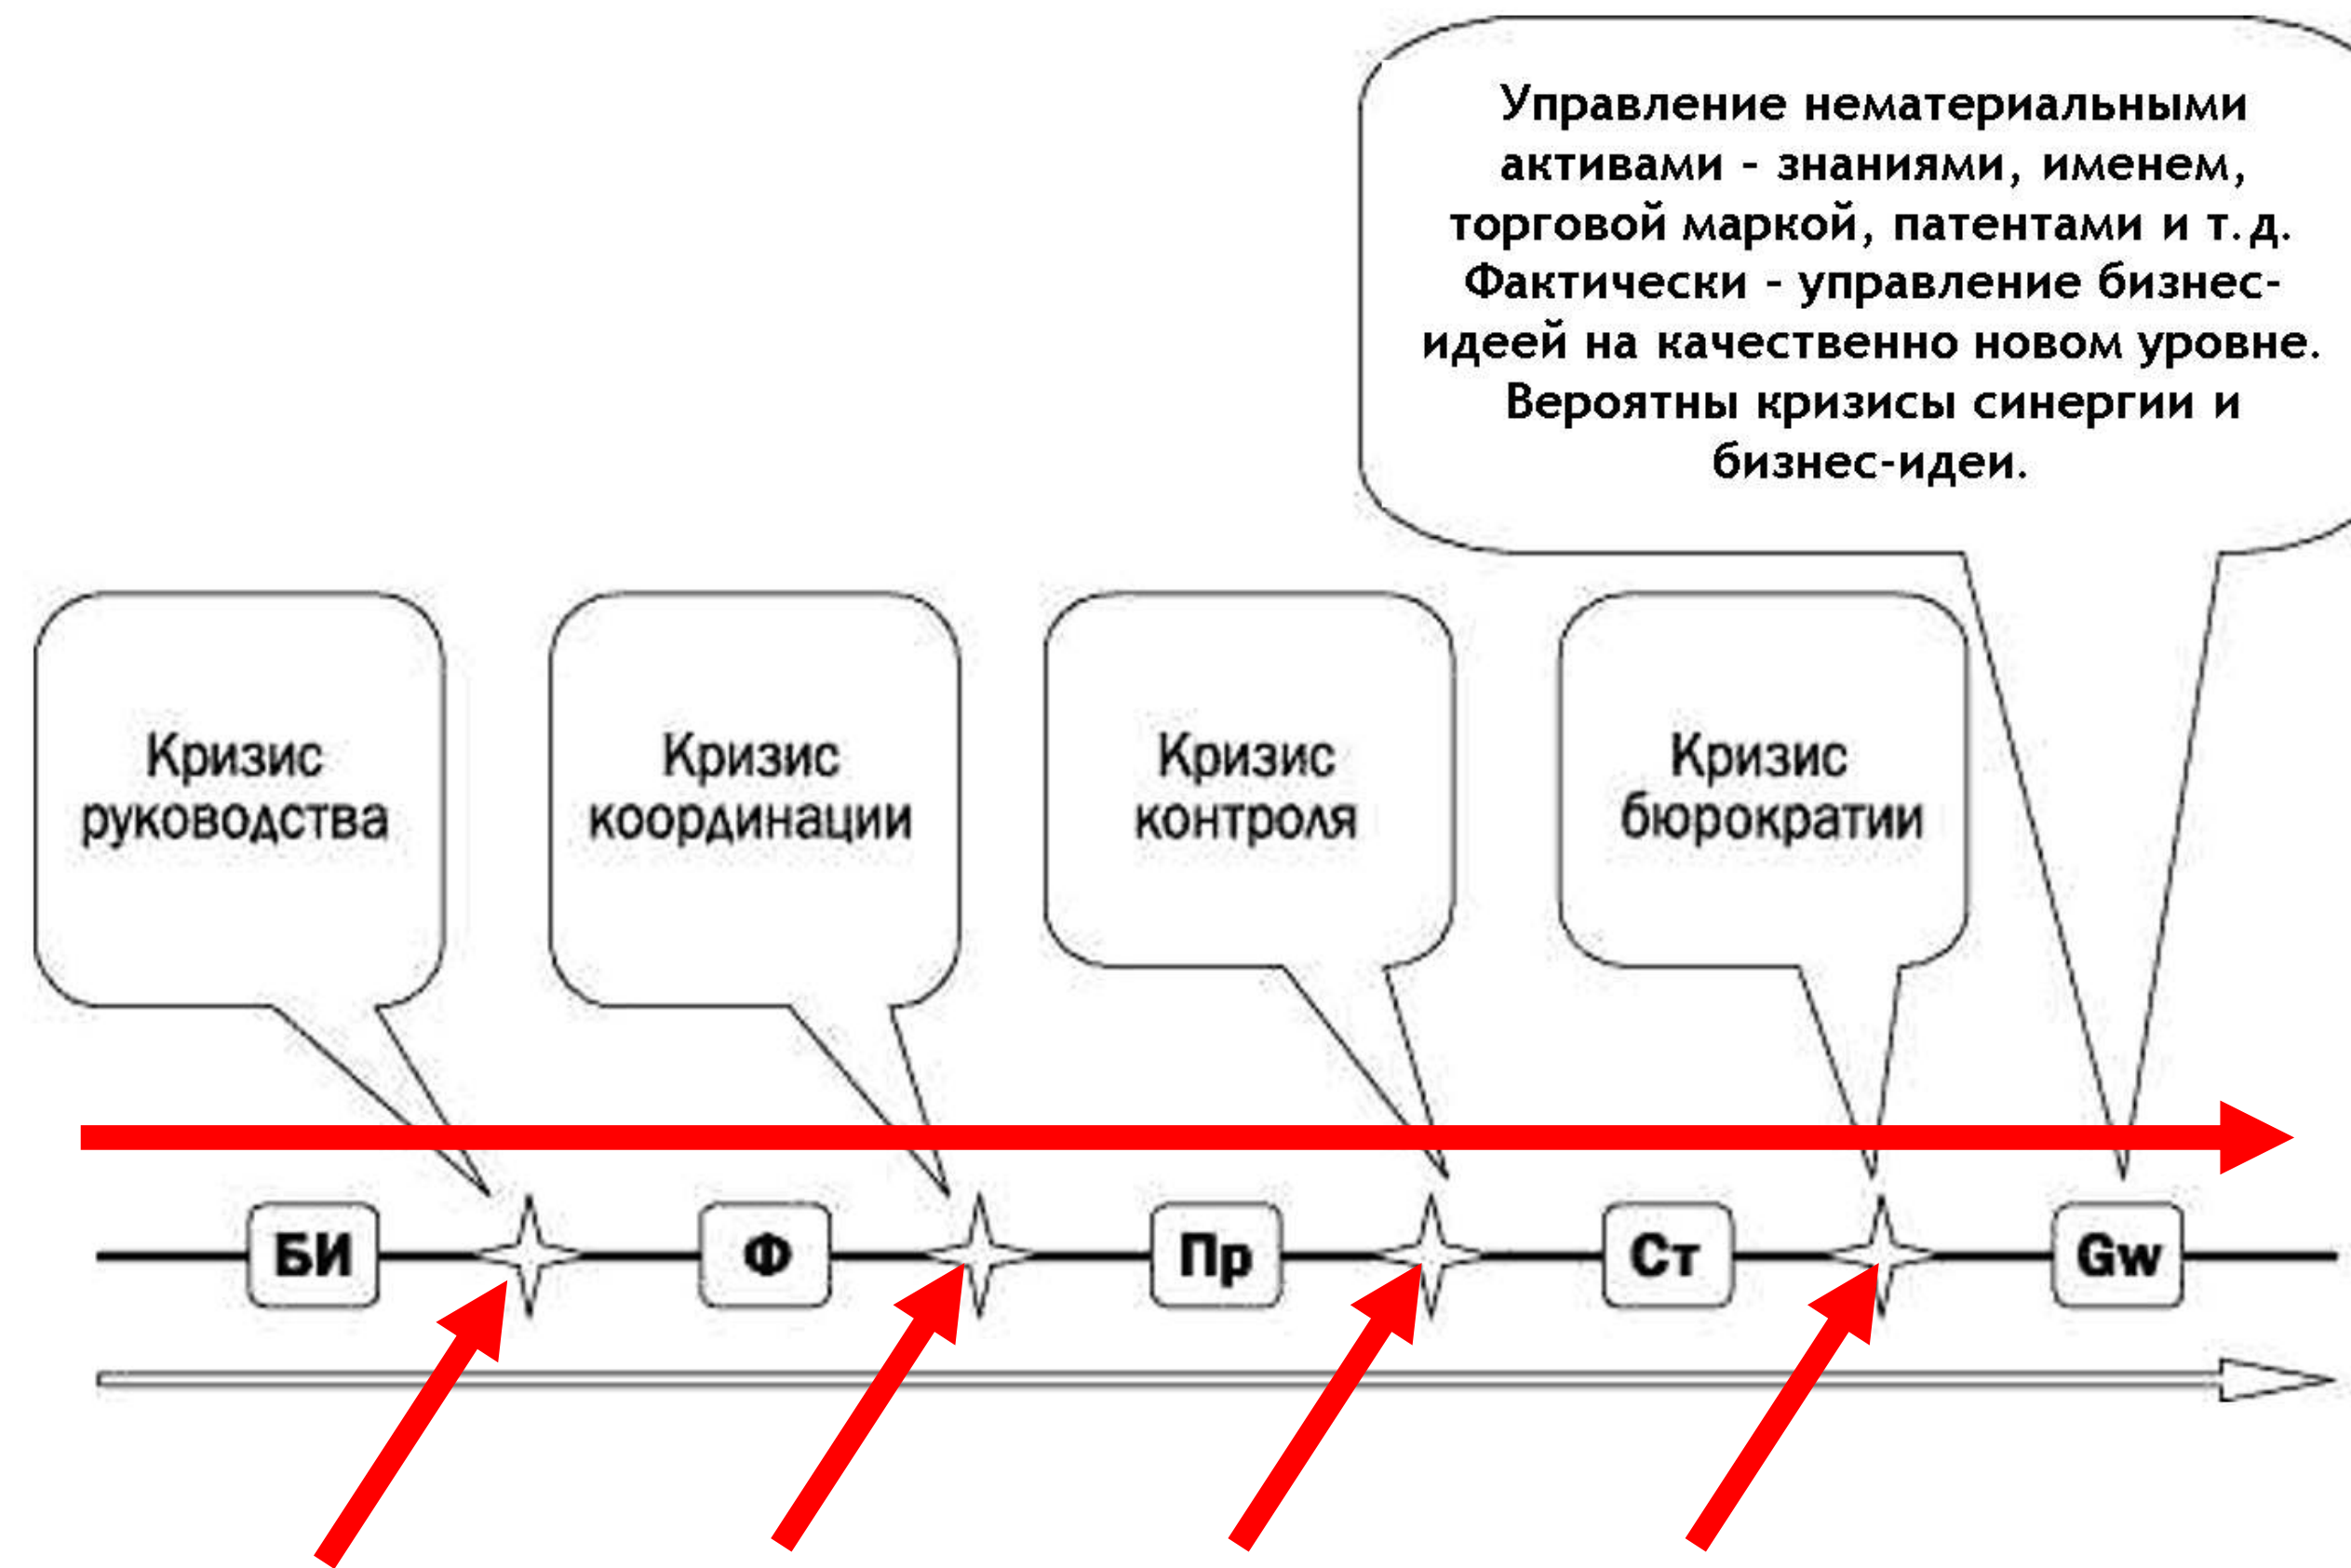 Управление нематериальными
активами - знаниями, именем,
торговой маркой, патентами и т.д.
Фактически - управление бизнес-
идеей на качественно новом уровне.
Вероятны кризисы синергии и
бизнес-идеи.
Кризис
руководства
Кризис
координации
Кризис
контроля
Кризис
бюрократии
БИ
Ф
Пр
Ст
Gw